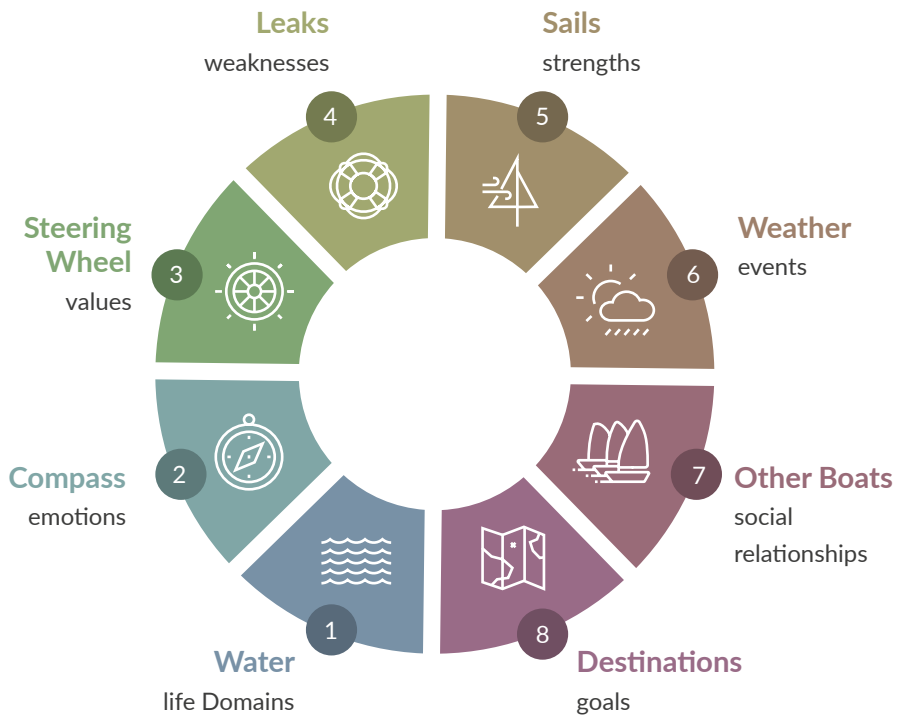 Leaks
weaknesses
4
Sails
strengths
5
Steering
Wheel
values
3
Weather
events
6
Compass
emotions
2
Other Boats
social
relationships
7
Water
life Domains
1
Destinations
goals
8